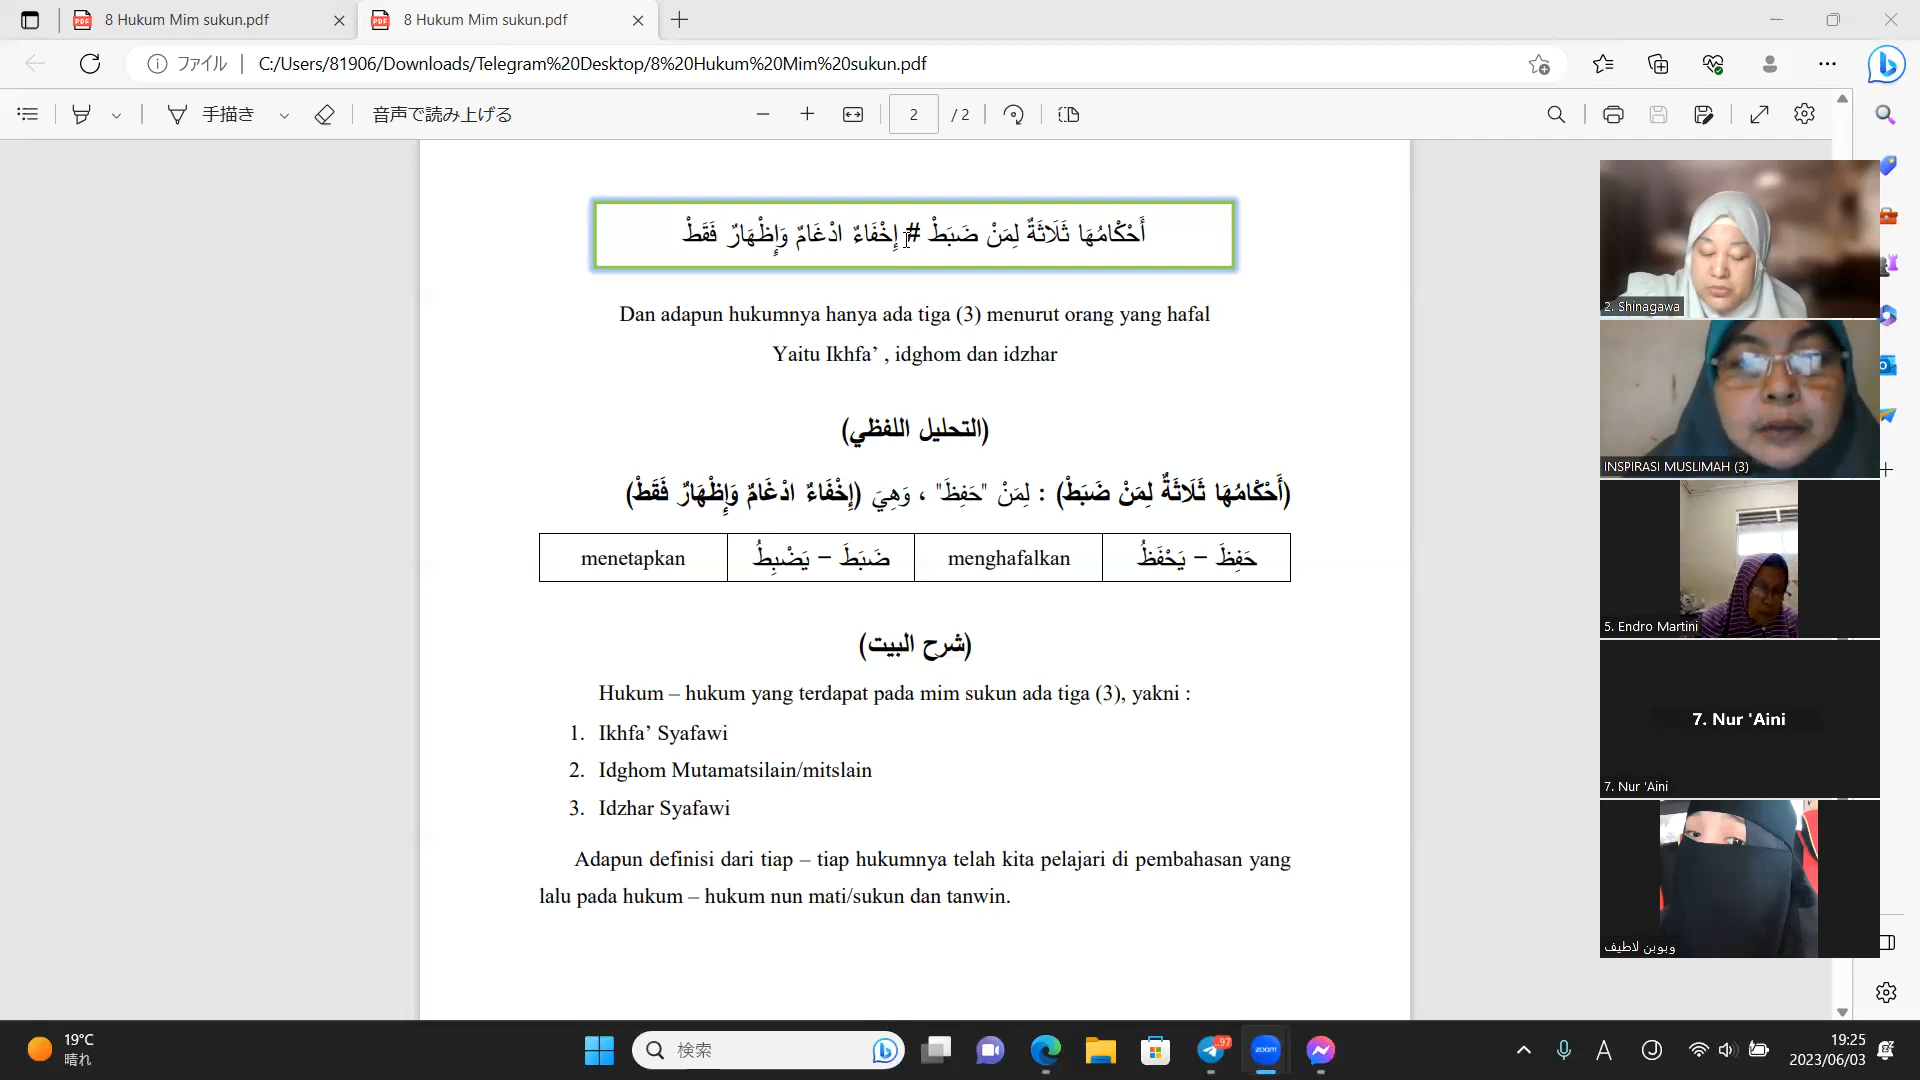 8 Hukum Mim sukun.pdf
8 Hukum Mim sukun.pdf
ファイル
C:/Users/81906/Downloads/Telegram%20Desktop/8%20Hukum%20Mim%20sukun.pdf
手描き
音声で読み上げる
2
/ 2
أَحْكَامُهَا ثَلَاثَةٌ لِمَنْ ضَبَطْ # إِخْفَاءٌ ادْغَامٌ وَإِظْهَارٌ فَقَطْ
Dan adapun hukumnya hanya ada tiga (3) menurut orang yang hafal
Yaitu Ikhfa’ , idghom dan idzhar
(التحليل اللفظي)
(أَحْكَامُهَا ثَلَاثَةٌ لِمَنْ ضَبَطْ) : لِمَنْ "حَفِظَ" ، وَهِيَ (إِخْفَاءٌ ادْغَامٌ وَإِظْهَارٌ فَقَطْ)
menetapkan
ضَبَطَ – يَضْبِطُ
menghafalkan
حَفِظَ – يَحْفَظُ
(شرح البيت)
Hukum – hukum yang terdapat pada mim sukun ada tiga (3), yakni :
1. Ikhfa’ Syafawi
2. Idghom Mutamatsilain/mitslain
3. Idzhar Syafawi
Adapun definisi dari tiap – tiap hukumnya telah kita pelajari di pembahasan yang
lalu pada hukum – hukum nun mati/sukun dan tanwin.
2. Shinagawa
INSPIRASI MUSLIMAH (3)
5. Endro Martini
7. Nur 'Aini
7. Nur 'Aini
وبوبن لاطيف
19°C
晴れ
検索
97
zoom
A
19:25
2023/06/03